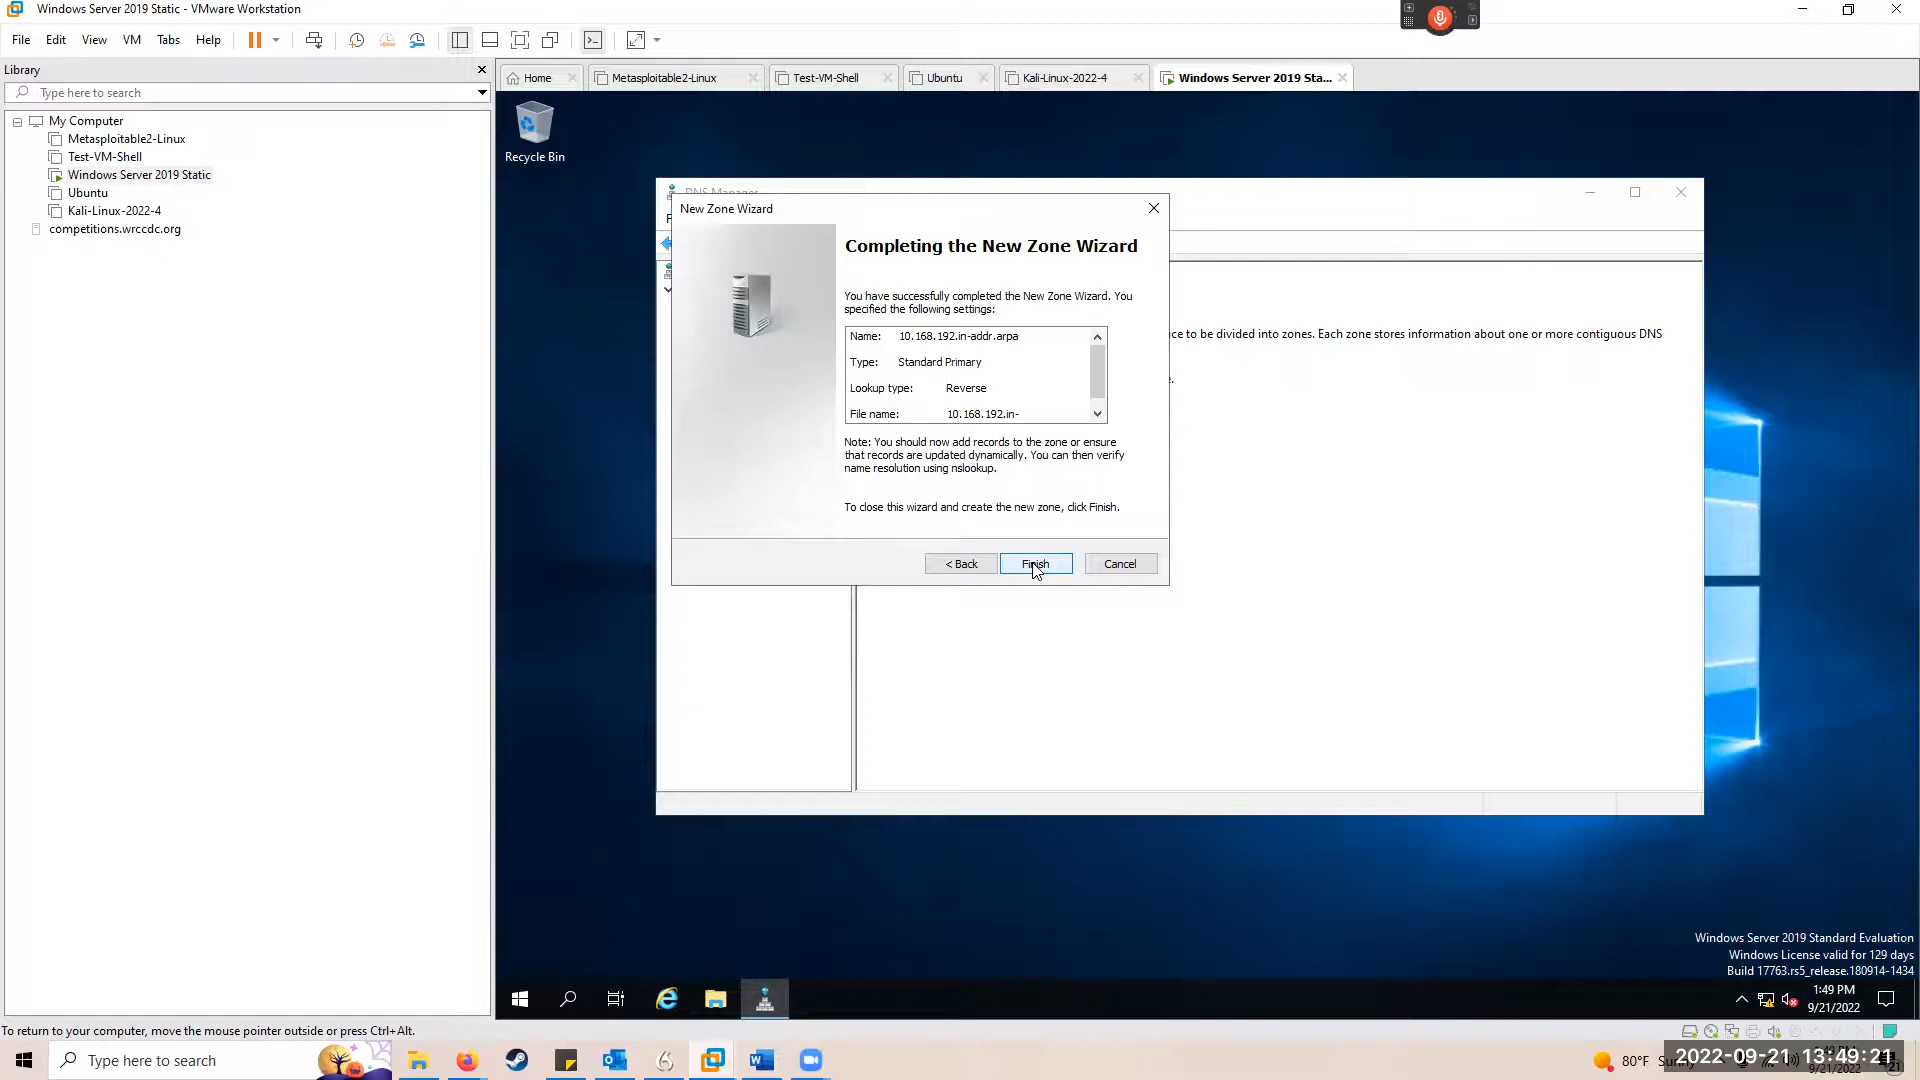 Windows Server 2019 Static - VMware Workstation
File Edit View VM Tabs Help
Library
Type here to search
My Computer
Metasploitable2-Linux
Test-VM-Shell
Windows Server 2019 Static
Ubuntu
Kali-Linux-2022-4
competitions.wrccdc.org
Home
Metasploitable2-Linux
Test-VM-Shell
Ubuntu
Kali-Linux-2022-4
Windows Server 2019 Sta...
Recycle Bin
DNS Manager
New Zone Wizard
Completing the New Zone Wizard
You have successfully completed the New Zone Wizard. You
specified the following settings:
Name: 10.168.192.in-addr.arpa
Type: Standard Primary
Lookup type: Reverse
File name: 10.168.192.in-
Note: You should now add records to the zone or ensure
that records are updated dynamically. You can then verify
name resolution using nslookup.
To close this wizard and create the new zone, click Finish.
< Back
Finish
Cancel
ce to be divided into zones. Each zone stores information about one or more contiguous DNS
e.
Windows Server 2019 Standard Evaluation
Windows License valid for 129 days
Build 17763.rs5_release.180914-1434
1:49 PM
9/21/2022
To return to your computer, move the mouse pointer outside or press Ctrl+Alt.
Type here to search
80°F
2022-09-21 13:49:21
9/21/2022